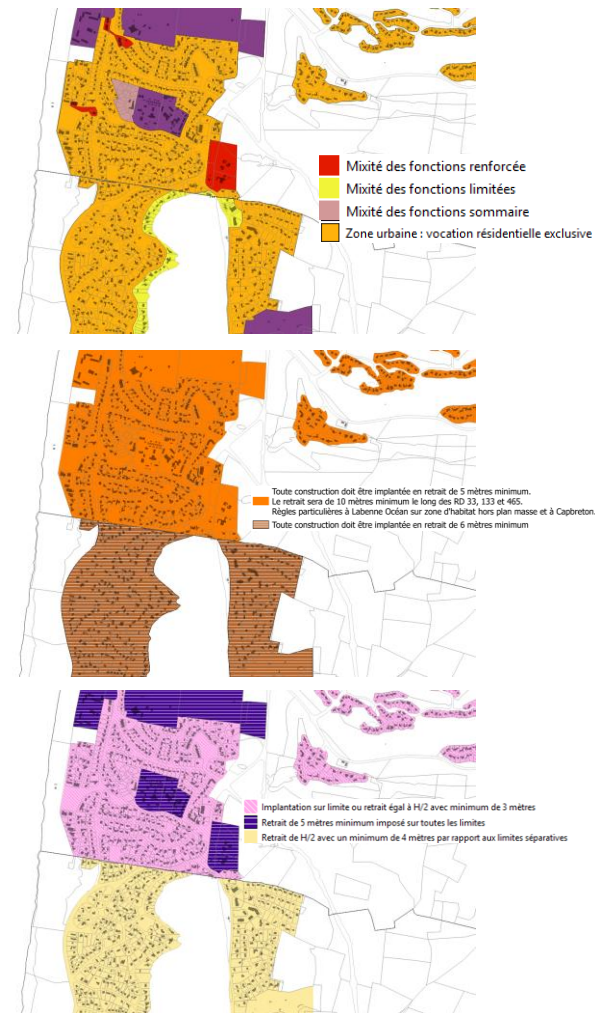 Mixité des fonctions renforcée
Mixité des fonctions limitées
Mixité des fonctions sommaire
Zone urbaine : vocation résidentielle exclusive
Toute construction doit être implantée en retrait de 5 mètres minimum.
Le retrait sera de 10 mètres minimum le long des RD 33, 133 et 465.
Règles particulières à Labenne Océan sur zone d'habitat hors plan masse et à Capbreton.
Toute construction doit être implantée en retrait de 6 mètres minimum
Implantation sur limite ou retrait égal à H/2 avec minimum de 3 mètres
Retrait de 5 mètres minimum imposé sur toutes les limites
Retrait de H/2 avec un minimum de 4 mètres par rapport aux limites séparatives